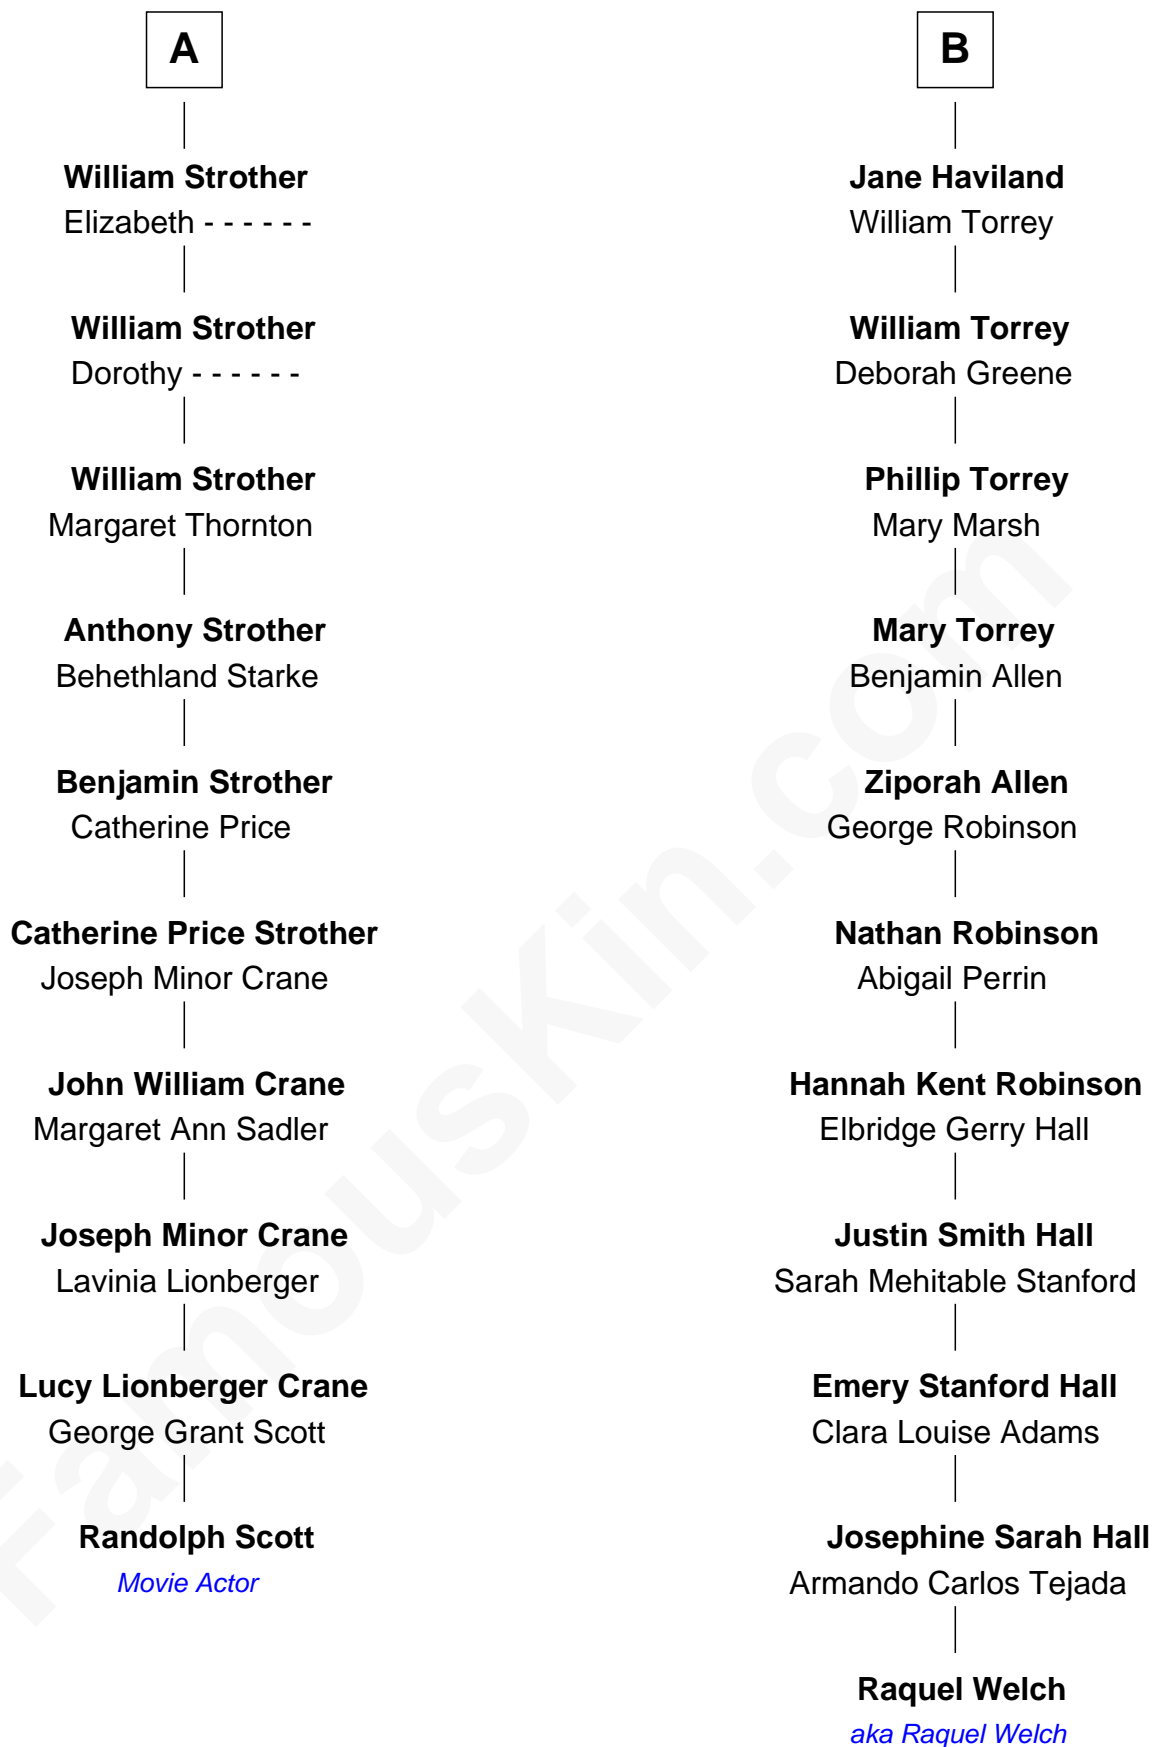 A
William Strother
Elizabeth - - - - - -
William Strother
Dorothy - - - - - -
William Strother
Margaret Thornton
Anthony Strother
Behethland Starke
Benjamin Strother
Catherine Price
Catherine Price Strother
Joseph Minor Crane
John William Crane
Margaret Ann Sadler
Joseph Minor Crane
Lavinia Lionberger
Lucy Lionberger Crane
George Grant Scott
Randolph Scott
Movie Actor
B
Jane Haviland
William Torrey
William Torrey
Deborah Greene
Phillip Torrey
Mary Marsh
Mary Torrey
Benjamin Allen
Ziporah Allen
George Robinson
Nathan Robinson
Abigail Perrin
Hannah Kent Robinson
Elbridge Gerry Hall
Justin Smith Hall
Sarah Mehitable Stanford
Emery Stanford Hall
Clara Louise Adams
Josephine Sarah Hall
Armando Carlos Tejada
Raquel Welch
aka Raquel Welch
FamousKin.com